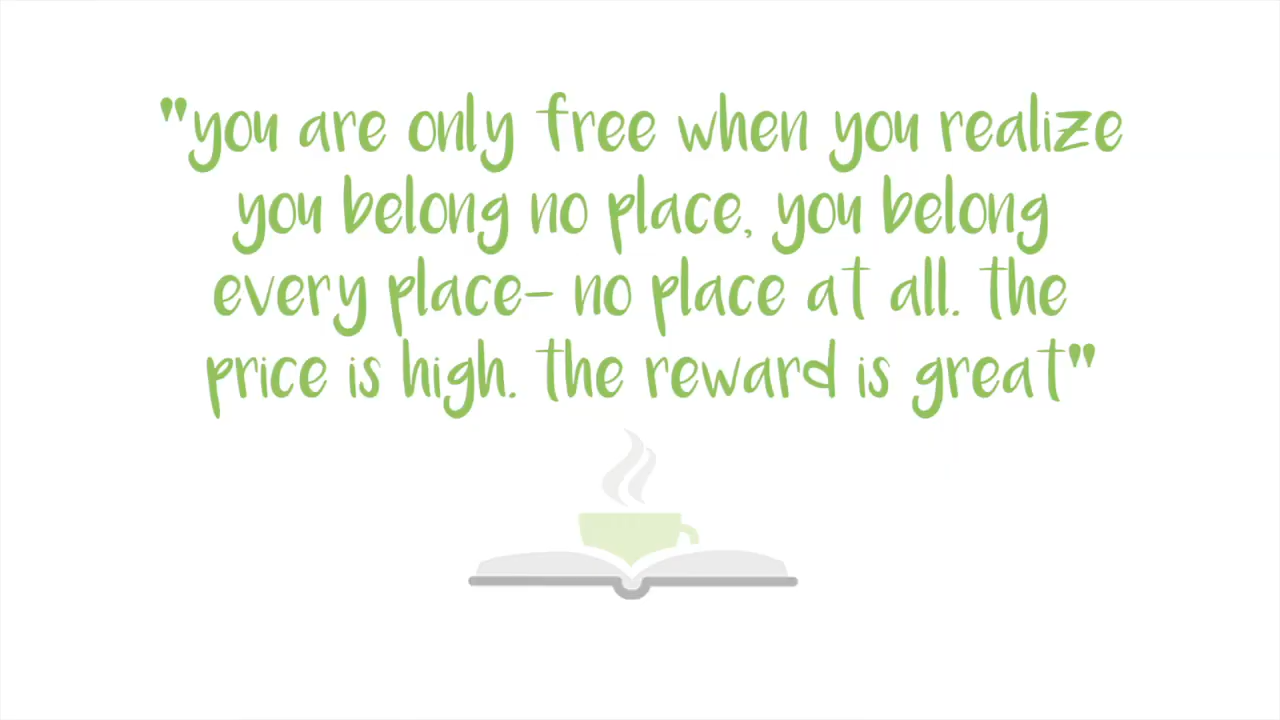 "you are only free when you realize
you belong no place, you belong
every place- no place at all. the
price is high. the reward is great"